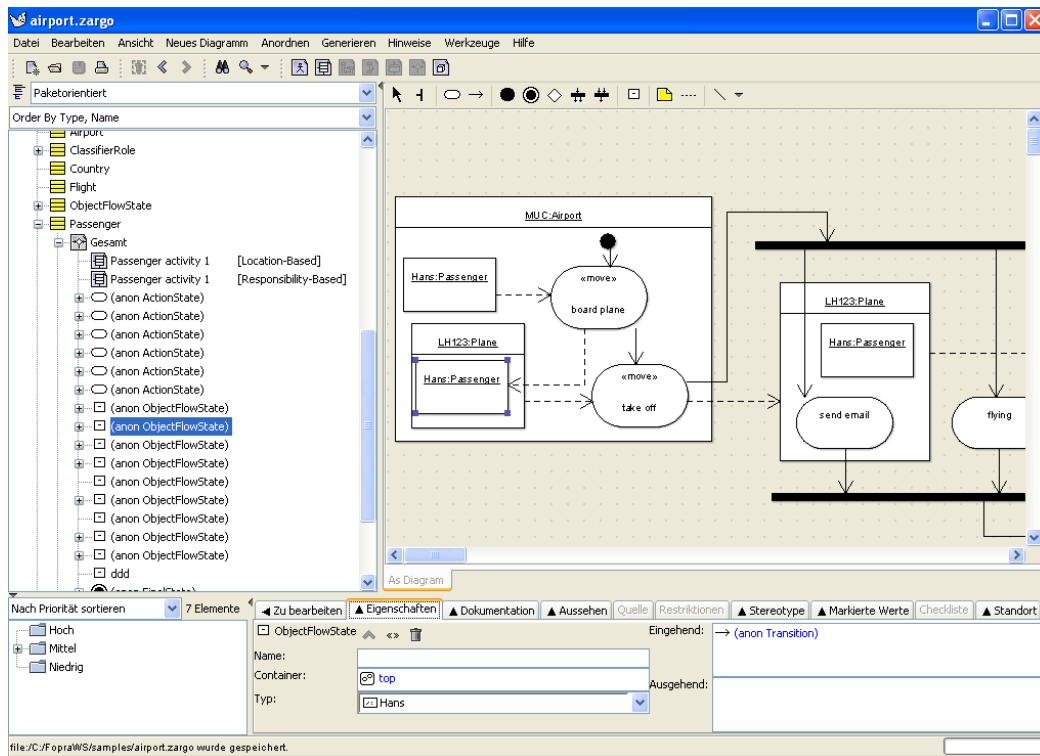 airport.zargo
Datei Bearbeiten Ansicht Neues Diagramm Anordnen Generieren Hinweise Werkzeuge Hilfe
Paketorientiert
Order By Type, Name
Airport
ClassifierRole
Country
Flight
ObjectFlowState
Passenger
Gesamt
Passenger activity 1 [Location-Based]
Passenger activity 1 [Responsibility-Based]
(anon ActionState)
(anon ActionState)
(anon ActionState)
(anon ActionState)
(anon ActionState)
(anon ActionState)
(anon ObjectFlowState)
(anon ObjectFlowState)
(anon ObjectFlowState)
(anon ObjectFlowState)
(anon ObjectFlowState)
(anon ObjectFlowState)
(anon ObjectFlowState)
(anon ObjectFlowState)
(anon ObjectFlowState)
ddd
(anon FinalState)
MUC:Airport
Hans:Passenger
«move»
board plane
LH123:Plane
Hans:Passenger
«move»
take off
LH123:Plane
Hans:Passenger
send email
flying
As Diagram
Nach Priorität sortieren
7 Elemente
Hoch
Mittel
Niedrig
Zu bearbeiten
Eigenschaften
Dokumentation
Aussehen
Quelle
Restriktionen
Stereotype
Markierte Werte
Checkliste
Standort
ObjectFlowState
Name:
Container:
top
Typ:
Hans
Eingehend:
(anon Transition)
Ausgehend:
file:/C:/FopraWS/samples/airport.zargo wurde gespeichert.